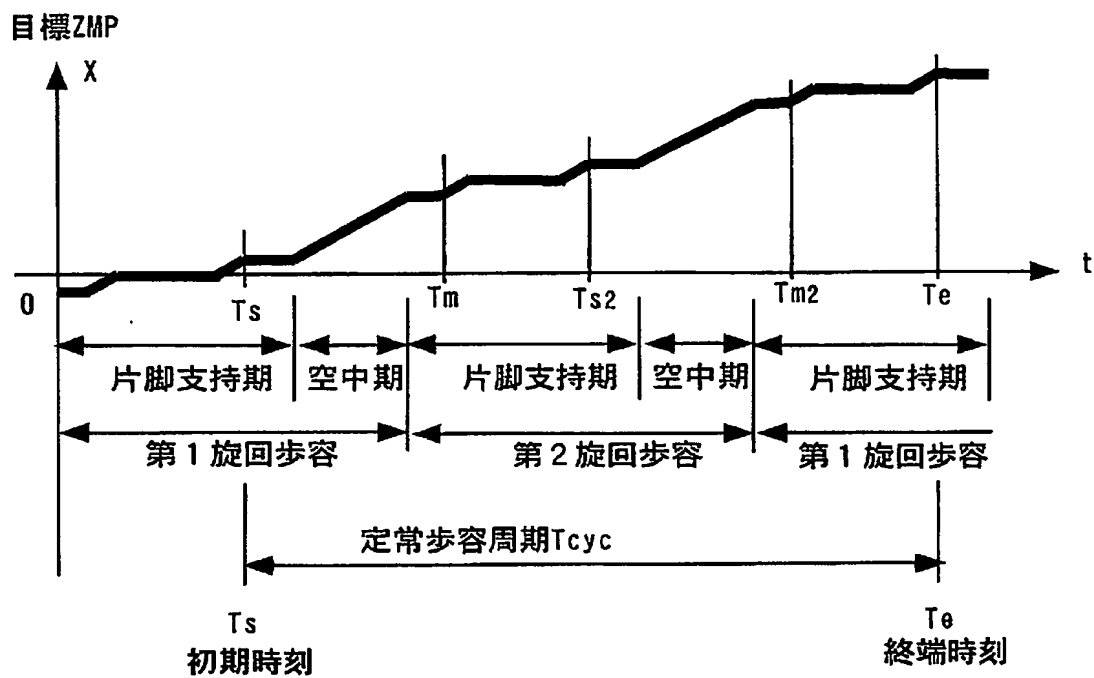 目標ZMP
X
t
0
Ts
Tm
Ts2
Tm2
Te
片脚支持期
空中期
片脚支持期
空中期
片脚支持期
第1旋回歩容
第2旋回歩容
第1旋回歩容
定常歩容周期Tcyc
Ts
初期時刻
Te
終端時刻